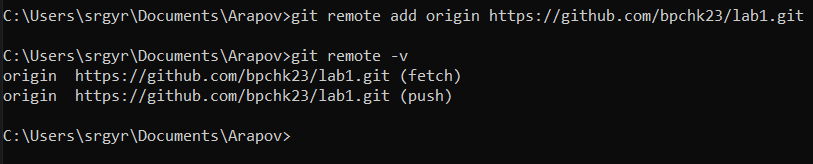 C:\Users\srgyr\Documents\Arapov>git remote add origin https://github.com/bpchk23/lab1.git
C:\Users\srgyr\Documents\Arapov>git remote -v
origin  https://github.com/bpchk23/lab1.git (fetch)
origin  https://github.com/bpchk23/lab1.git (push)
C:\Users\srgyr\Documents\Arapov>